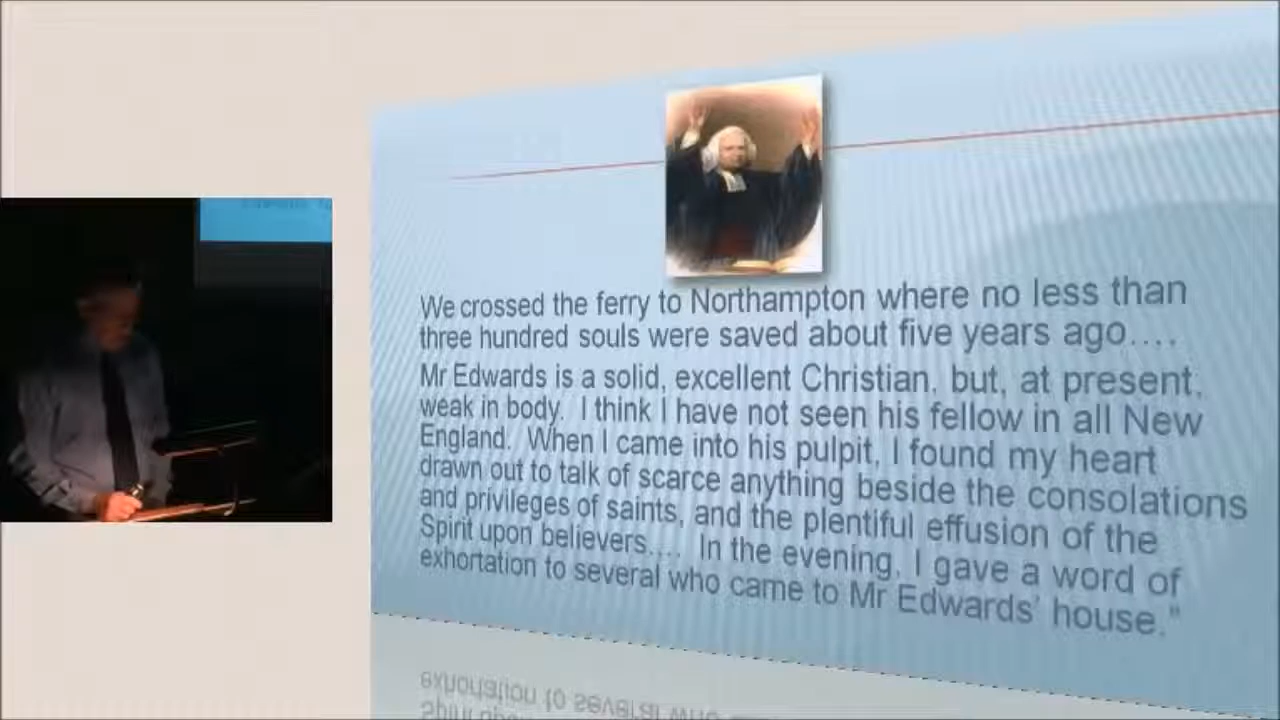 We crossed the ferry to Northampton where no less than
three hundred souls were saved about five years ago....
Mr Edwards is a solid, excellent Christian, but, at present,
weak in body. I think I have not seen his fellow in all New
England. When I came into his pulpit, I found my heart
drawn out to talk of scarce anything beside the consolations
and privileges of saints, and the plentiful effusion of the
Spirit upon believers.... In the evening, I gave a word of
exhortation to several who came to Mr Edwards' house."